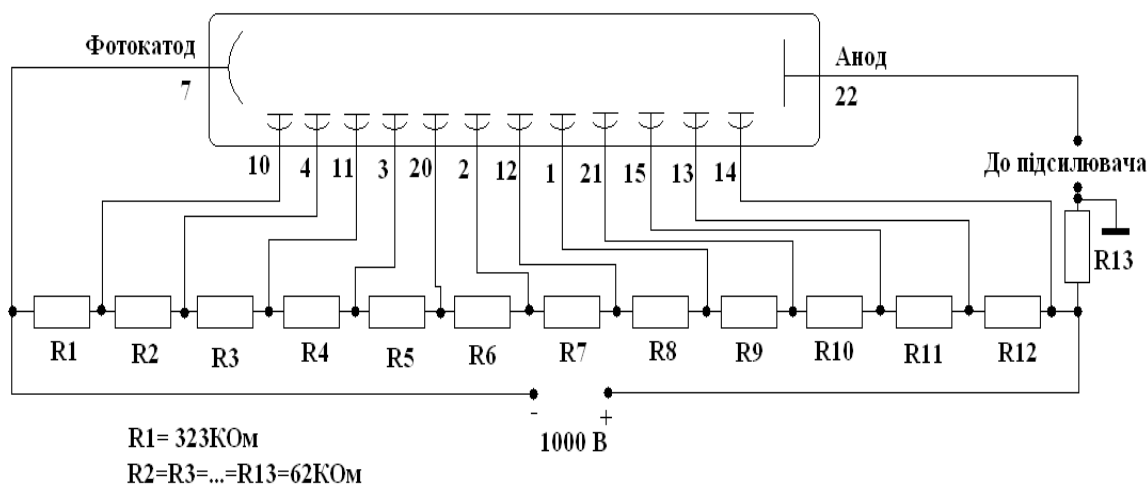 Фотокатод
7
Анод
22
10 4 11 3 20 2 12 1 21 15 13 14
До підсилювача
R13
R1 R2 R3 R4 R5 R6 R7 R8 R9 R10 R11 R12
- +
1000 В
R1= 323КОм
R2=R3=...=R13=62КОм